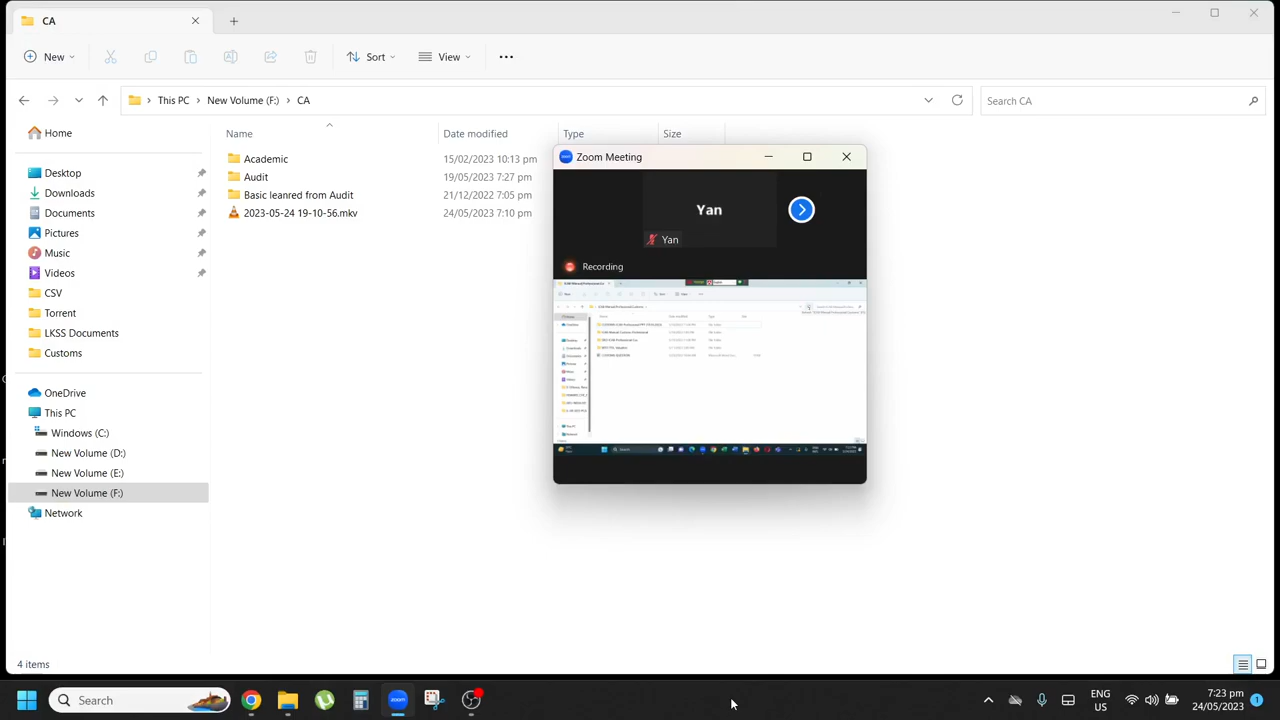 CA
New
Sort
View
This PC
New Volume (F:)
CA
Search CA
Name
Date modified
Type
Size
Home
Desktop
Downloads
Documents
Pictures
Music
Videos
CSV
Torrent
LKSS Documents
Customs
OneDrive
This PC
Windows (C:)
New Volume (D:)
New Volume (E:)
New Volume (F:)
Network
Academic
15/02/2023 10:13 pm
Audit
19/05/2023 7:27 pm
Basic leanred from Audit
21/12/2022 7:05 pm
2023-05-24 19-10-56.mkv
24/05/2023 7:10 pm
zoom
Zoom Meeting
Yan
Yan
Recording
4 items
Search
zoom
ENG
US
7:23 pm
24/05/2023
1